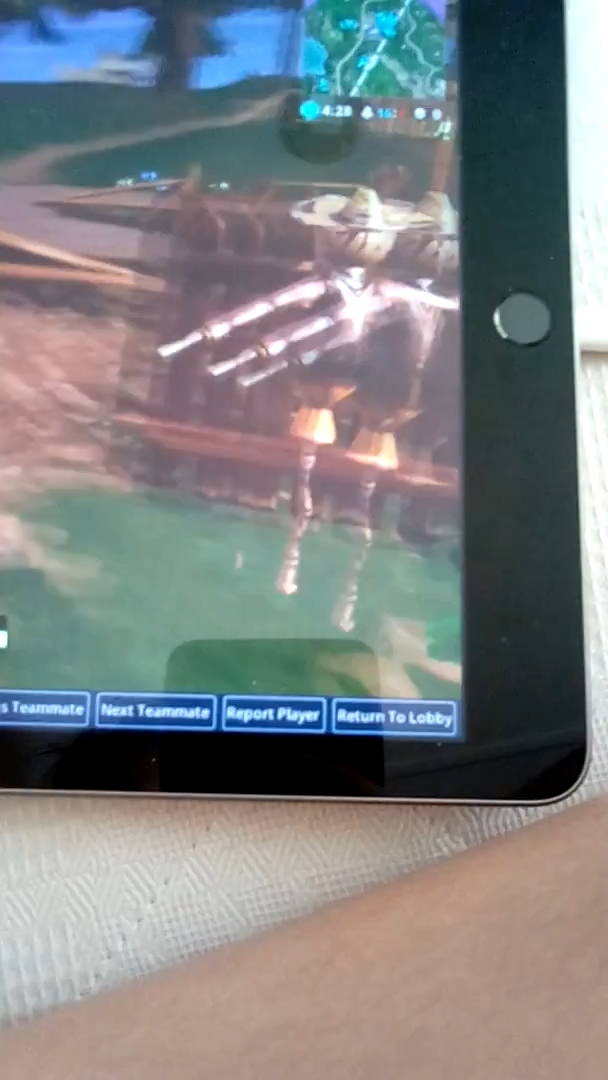 4:28
s Teammate
Next Teammate
Report Player
Return To Lobby